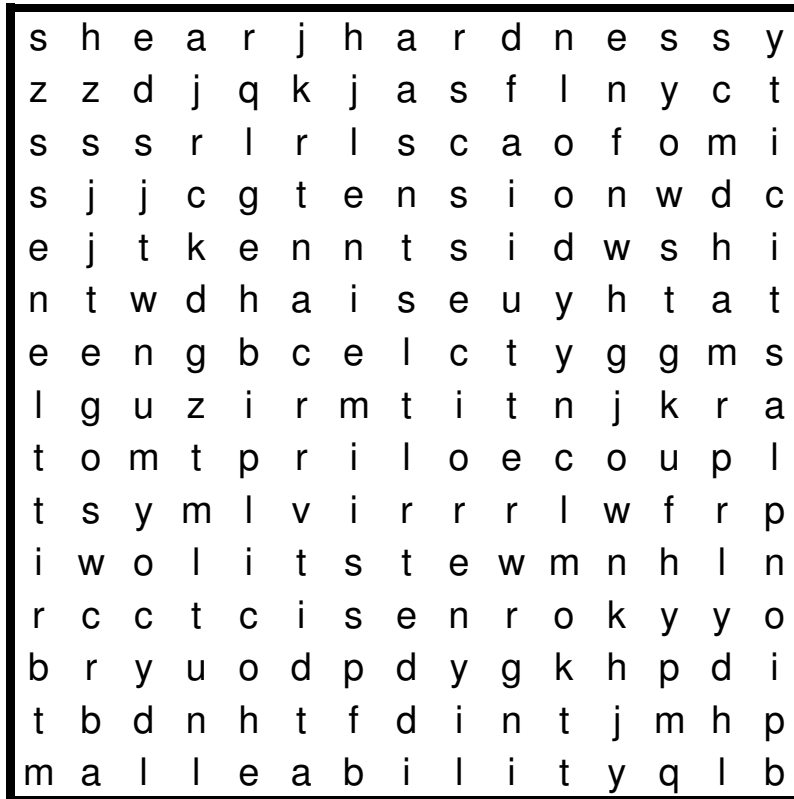 s h e a r j h a r d n e s s y
z z d j q k j a s f l n y c t
s s s r l r l s c a o f o m i
s j j c g t e n s i o n w d c
e j t k e n n t s i d w s h i
n t w d h a i s e u y h t a t
e e n g b c e l c t y g g m s
l g u z i r m t i t n j k r a
t o m t p r i l o e c o u p l
t s y m l v i r r r l w f r p
i w o l i t s t e w m n h l n
r c c t c i s e n r o k y y o
b r y u o d p d y g k h p d i
t b d n h t f d i n t j m h p
m a l l e a b i l i t y q l b